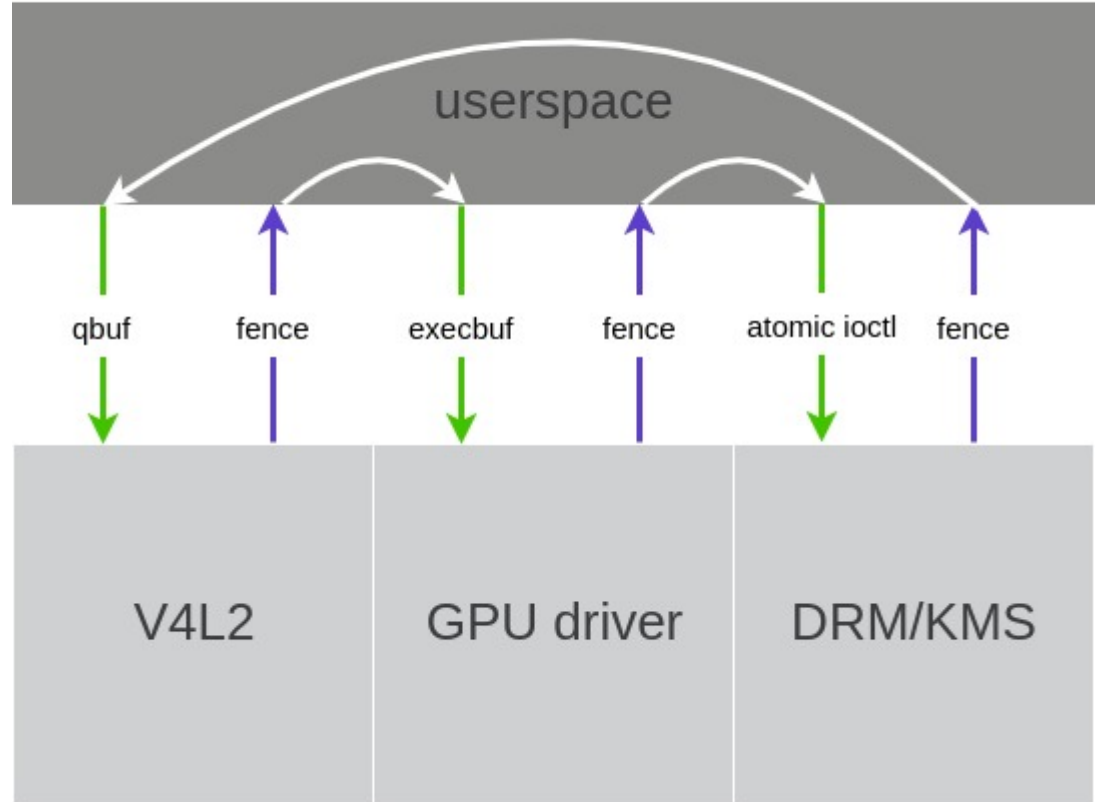 userspace
qbuf
fence
execbuf
fence
atomic ioctl
fence
V4L2
GPU driver
DRM/KMS